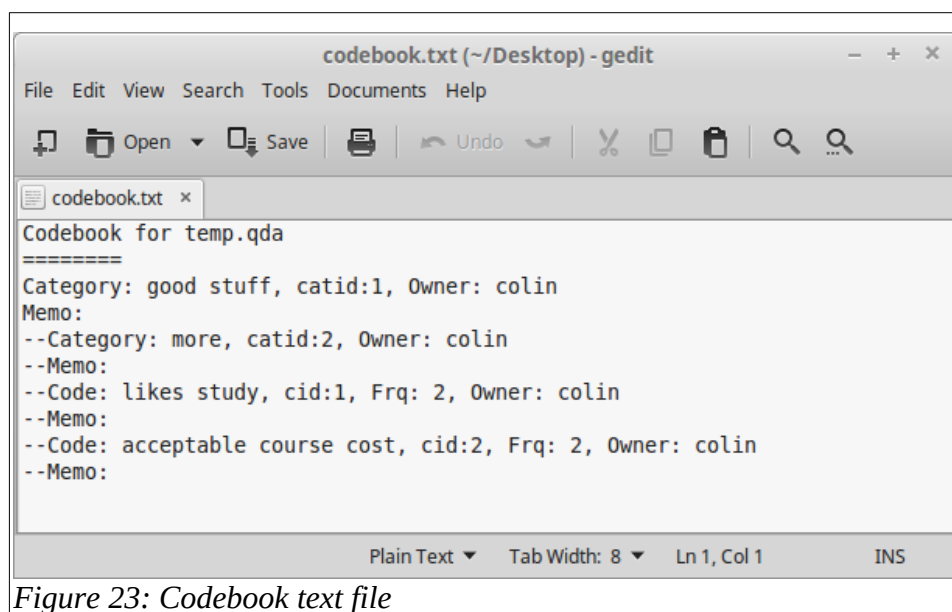 codebook.txt (~/Desktop) - gedit
File Edit View Search Tools Documents Help
Open Save Undo
codebook.txt
Codebook for temp.qda
========
Category: good stuff, catid:1, Owner: colin
Memo:
--Category: more, catid:2, Owner: colin
--Memo:
--Code: likes study, cid:1, Frq: 2, Owner: colin
--Memo:
--Code: acceptable course cost, cid:2, Frq: 2, Owner: colin
--Memo:
Plain Text Tab Width: 8 Ln 1, Col 1 INS
Figure 23: Codebook text file